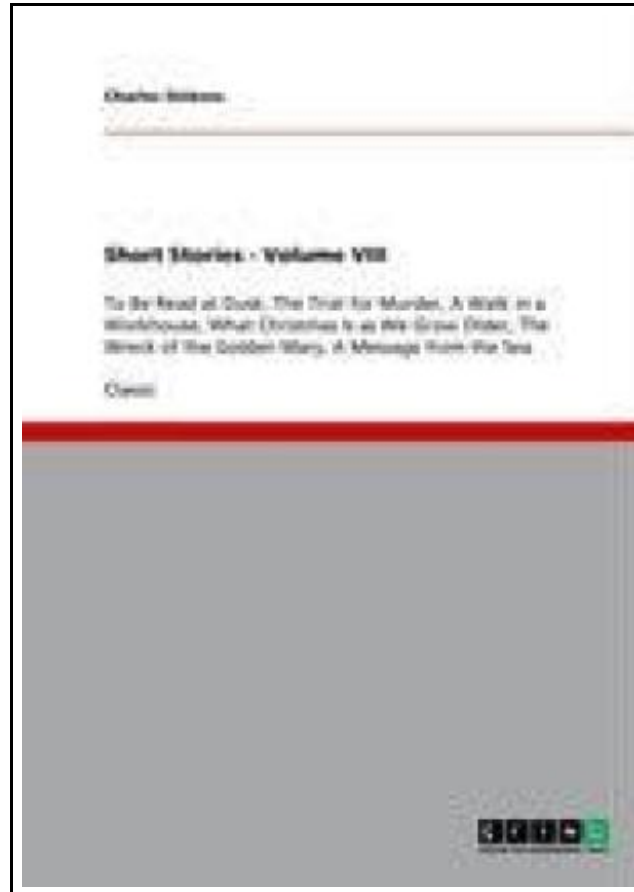 Charles Dickens
Short Stories - Volume VIII
To Be Read at Dusk, The Trial for Murder, A Walk in a
Workhouse, What Christmas Is as We Grow Older, The
Wreck of the Golden Mary, A Message from the Sea
Classic
GRIN